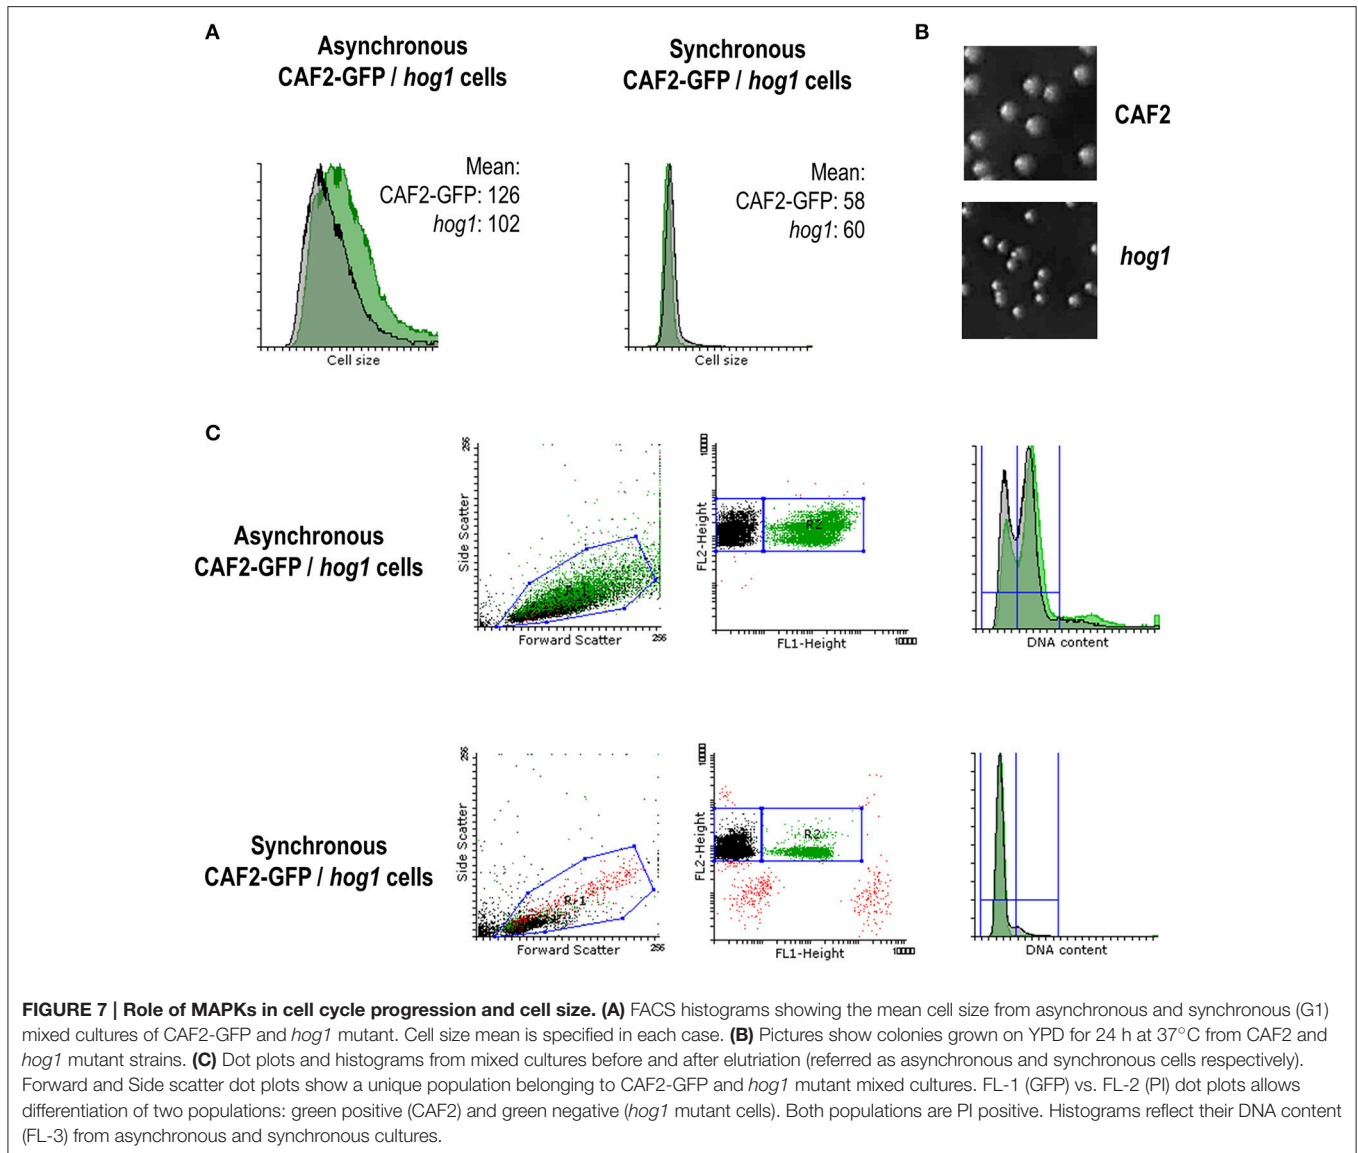 A
Asynchronous
CAF2-GFP / hog1 cells
Mean:
CAF2-GFP: 126
hog1: 102
Cell size
Synchronous
CAF2-GFP / hog1 cells
Mean:
CAF2-GFP: 58
hog1: 60
Cell size
B
CAF2
hog1
C
Asynchronous
CAF2-GFP / hog1 cells
256
Side Scatter
Forward Scatter
256
FL2-Height
R2
FL1-Height
10000
DNA content
Synchronous
CAF2-GFP / hog1 cells
256
Side Scatter
R-1
Forward Scatter
256
FL2-Height
R2
FL1-Height
10000
DNA content
FIGURE 7 | Role of MAPKs in cell cycle progression and cell size. (A) FACS histograms showing the mean cell size from asynchronous and synchronous (G1)
mixed cultures of CAF2-GFP and hog1 mutant. Cell size mean is specified in each case. (B) Pictures show colonies grown on YPD for 24 h at 37°C from CAF2 and
hog1 mutant strains. (C) Dot plots and histograms from mixed cultures before and after elutriation (referred as asynchronous and synchronous cells respectively).
Forward and Side scatter dot plots show a unique population belonging to CAF2-GFP and hog1 mutant mixed cultures. FL-1 (GFP) vs. FL-2 (PI) dot plots allows
differentiation of two populations: green positive (CAF2) and green negative (hog1 mutant cells). Both populations are PI positive. Histograms reflect their DNA content
(FL-3) from asynchronous and synchronous cultures.